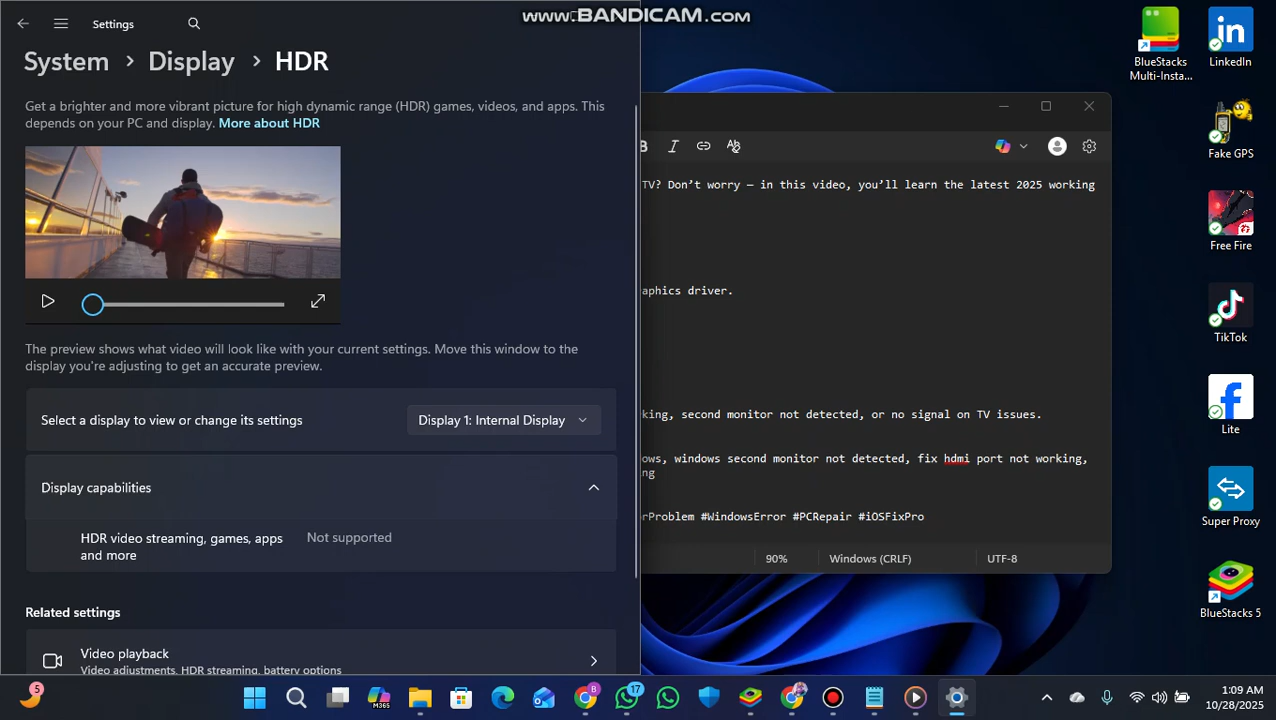 www.BANDICAM.com
Settings
System > Display > HDR
Get a brighter and more vibrant picture for high dynamic range (HDR) games, videos, and apps. This
depends on your PC and display. More about HDR
The preview shows what video will look like with your current settings. Move this window to the
display you're adjusting to get an accurate preview.
Select a display to view or change its settings
Display 1: Internal Display
Display capabilities
HDR video streaming, games, apps
and more
Not supported
Related settings
Video playback
Video adjustments, HDR streaming, battery options
B
I
TV? Don't worry — in this video, you'll learn the latest 2025 working
aphics driver.
king, second monitor not detected, or no signal on TV issues.
ows, windows second monitor not detected, fix hdmi port not working,
ng
rProblem #WindowsError #PCRepair #iOSFixPro
90%
Windows (CRLF)
UTF-8
BlueStacks
Multi-Insta...
LinkedIn
Fake GPS
Free Fire
TikTok
Lite
Super Proxy
BlueStacks 5
5
M365
B
17
1:09 AM
10/28/2025